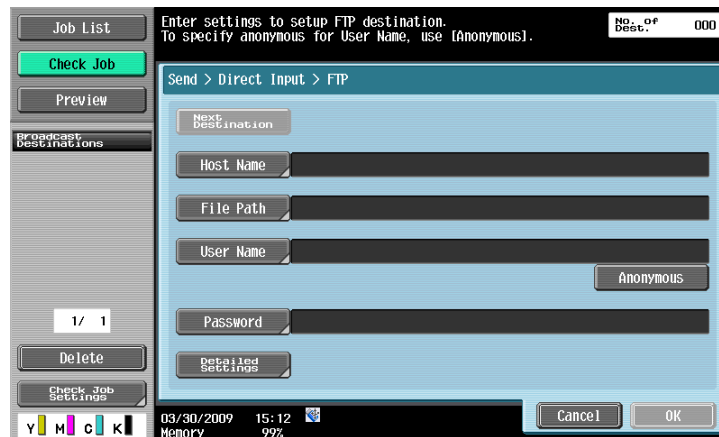 Job List
Check Job
Preview
Broadcast
Destinations
1/ 1
Delete
Check Job
Settings
Y M C K
Enter settings to setup FTP destination.
To specify anonymous for User Name, use [Anonymous].
No. of
Dest.
000
Send > Direct Input > FTP
Next
Destination
Host Name
File Path
User Name
Anonymous
Password
Detailed
Settings
Cancel
OK
03/30/2009 15:12
Memory 99%